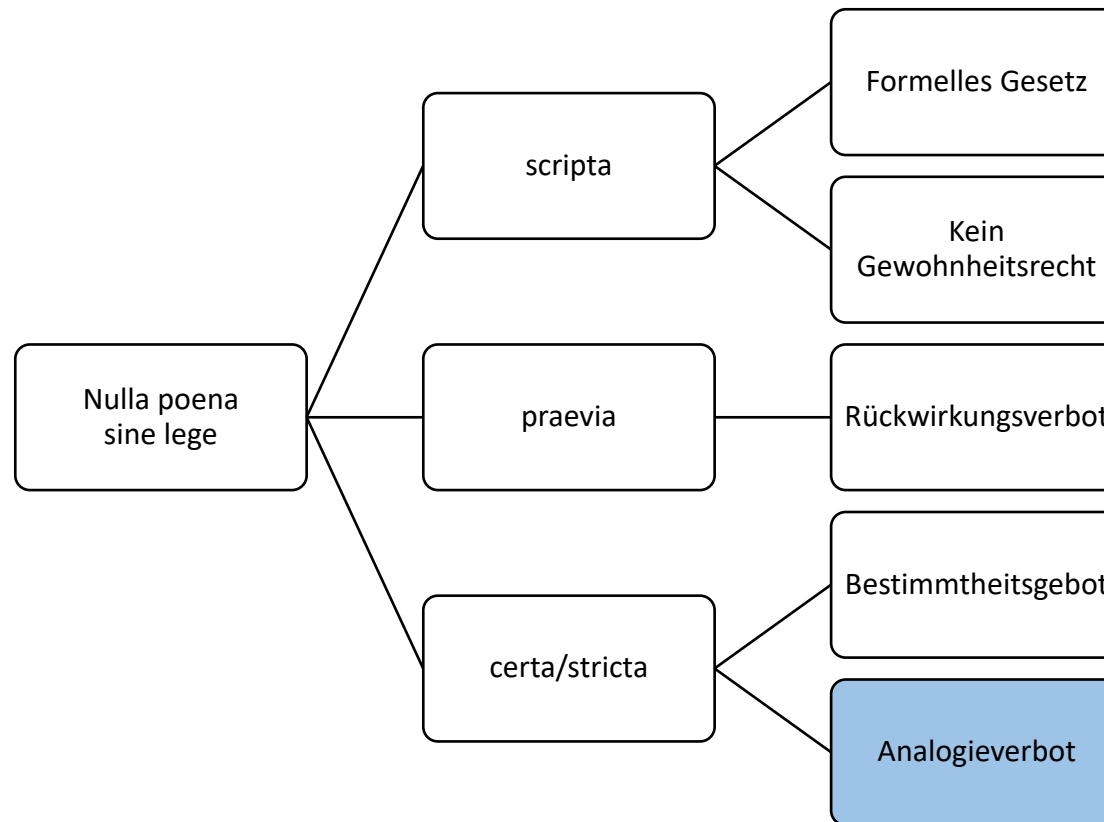 Formelles Gesetz
scripta
Kein
Gewohnheitsrecht
Nulla poena
sine lege
praevia
Rückwirkungsverbot
Bestimmtheitsgebot
certa/stricta
Analogieverbot